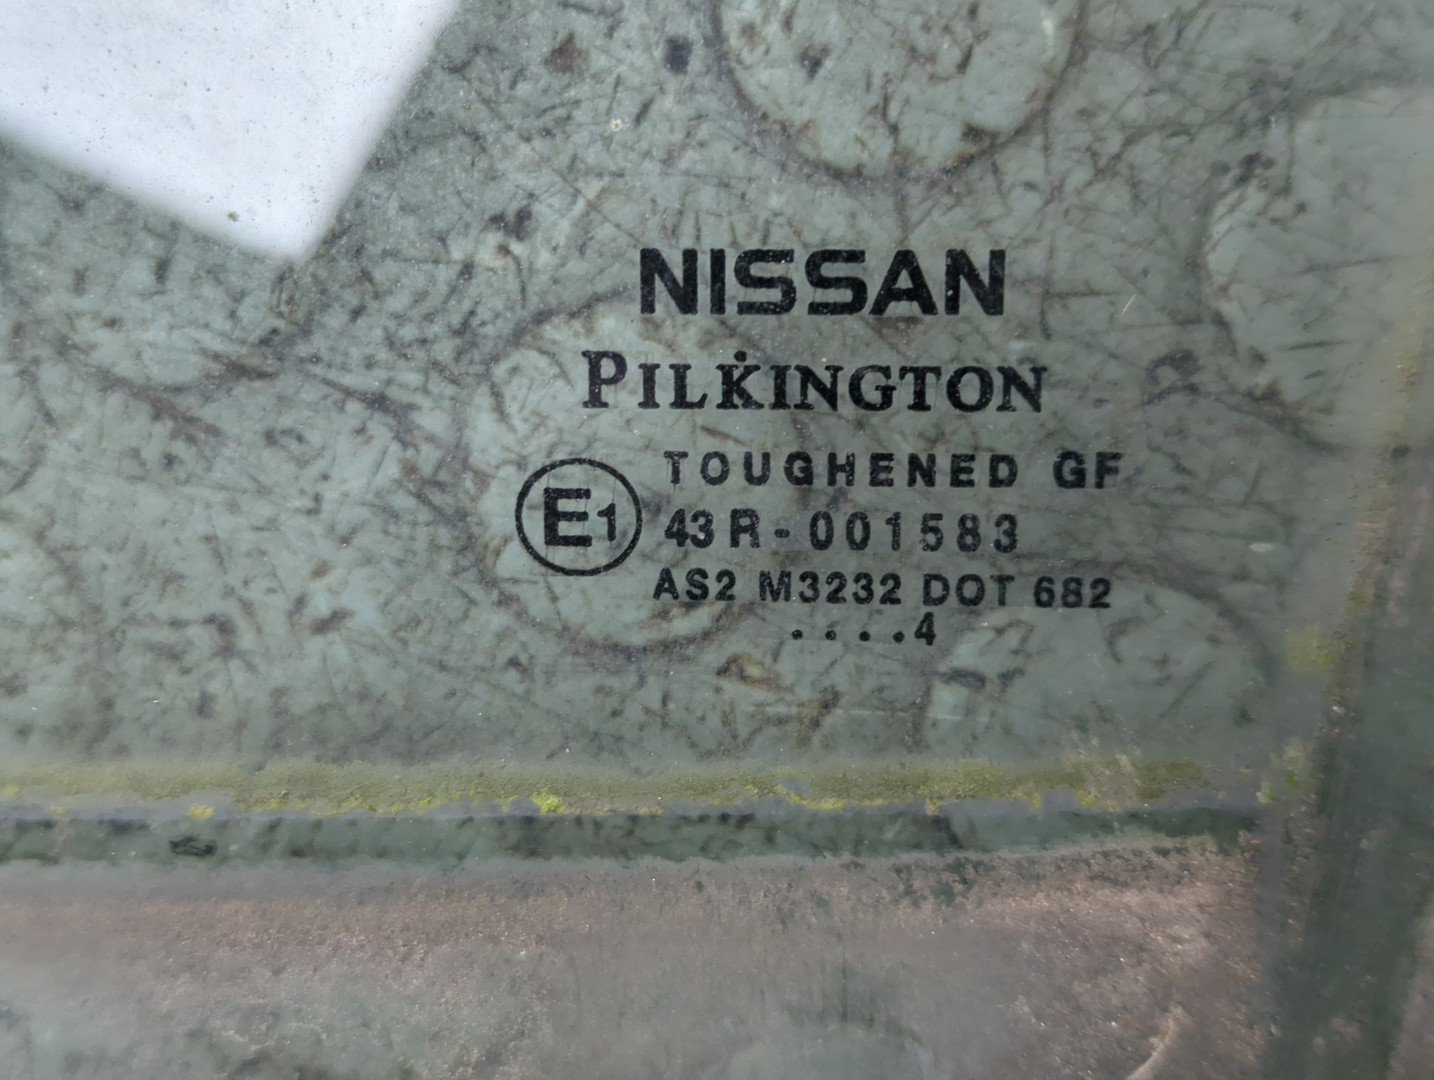 NISSAN
PILKINGTON
TOUGHENED GF
E1 43R-001583
AS2 M3232 DOT 682
....4